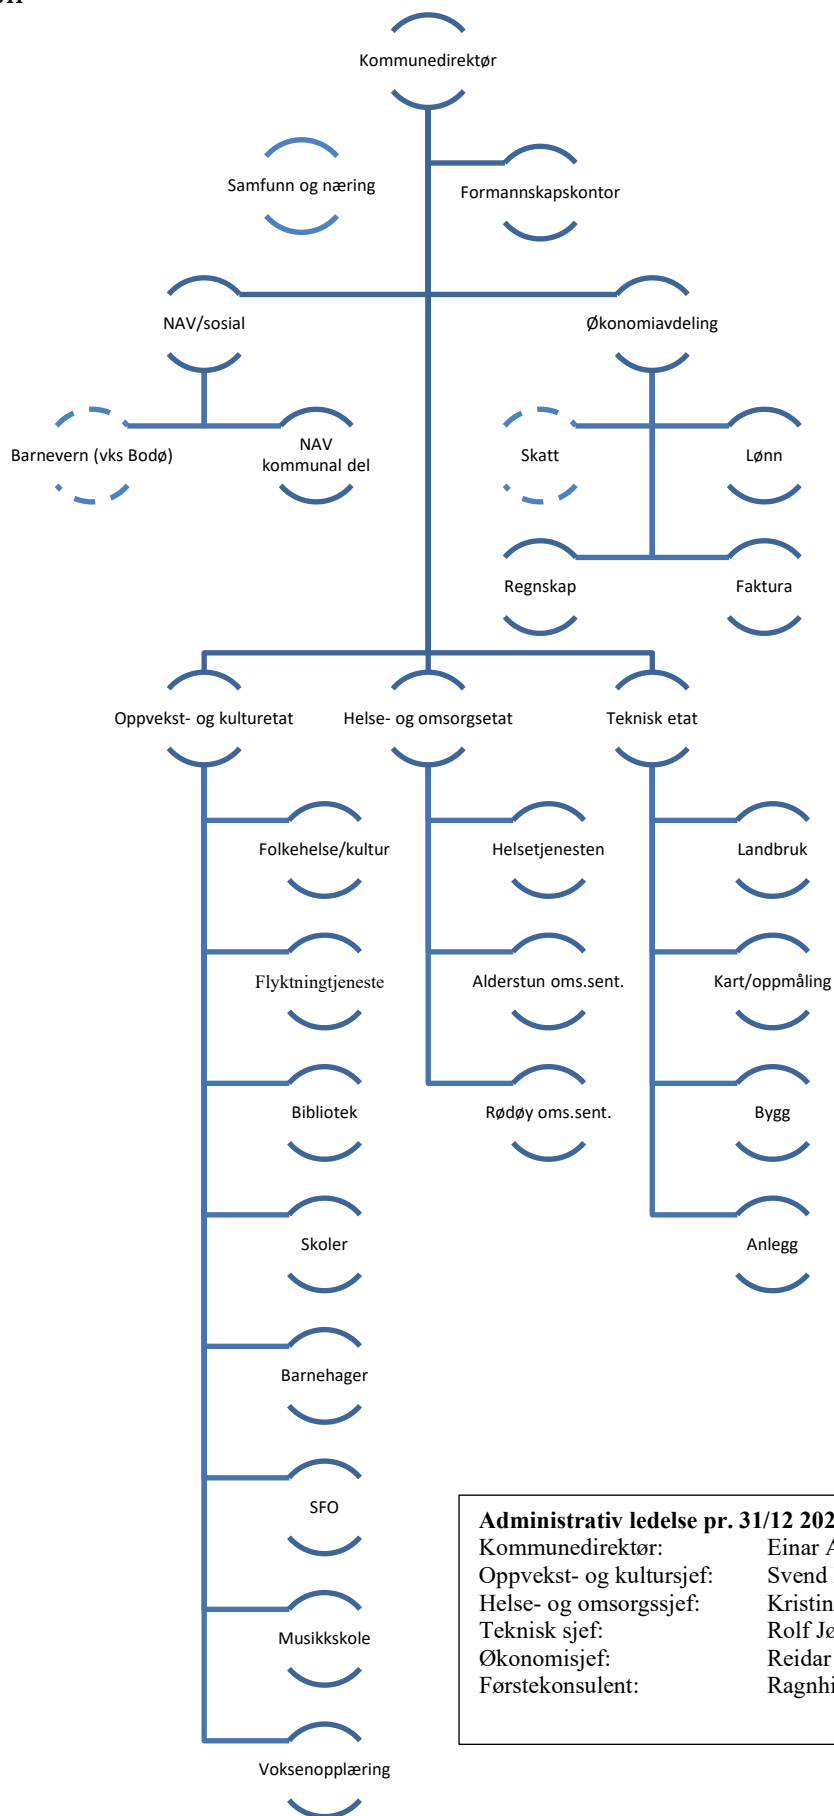 Kommunedirektør
Samfunn og næring
Formannskapskontor
NAV/sosial
Økonomiavdeling
Barnevern (vks Bodø)
NAV
kommunal del
Skatt
Lønn
Regnskap
Faktura
Oppvekst- og kulturetat
Helse- og omsorgsetat
Teknisk etat
Folkehelse/kultur
Helsetjenesten
Landbruk
Flyktningtjeneste
Alderstun oms.sent.
Kart/oppmåling
Bibliotek
Rødøy oms.sent.
Bygg
Skoler
Anlegg
Barnehager
SFO
Musikkskole
Voksenopplæring
Administrativ ledelse pr. 31/12 202
Kommunedirektør: Einar
Oppvekst- og kultursjef: Svend
Helse- og omsorgssjef: Kristin
Teknisk sjef: Rolf
Økonomisjef: Reidar
Førstekonsulent: